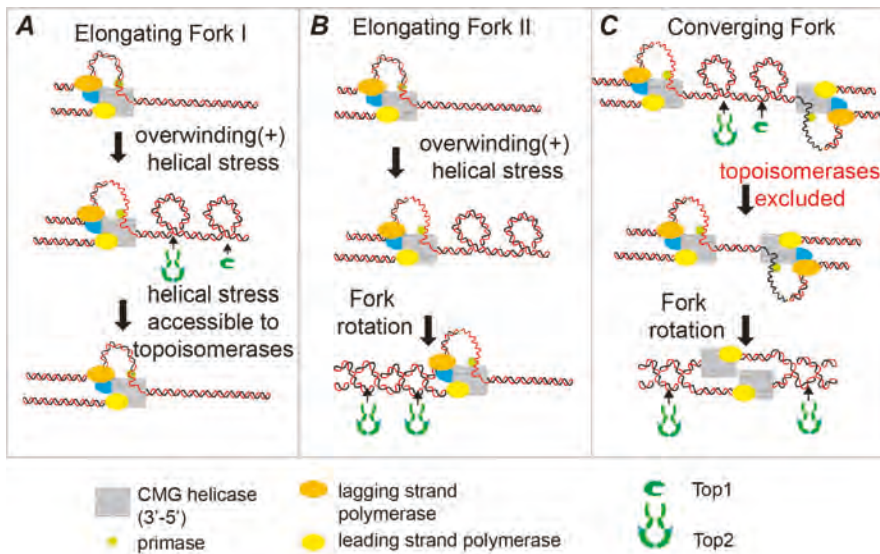 A Elongating Fork I
overwinding(+)
helical stress
helical stress
accessible to
topoisomerases
B Elongating Fork II
overwinding(+)
helical stress
Fork
rotation
C Converging Fork
topoisomerases
excluded
Fork
rotation
CMG helicase
(3'-5')
primase
lagging strand
polymerase
leading strand polymerase
Top1
Top2